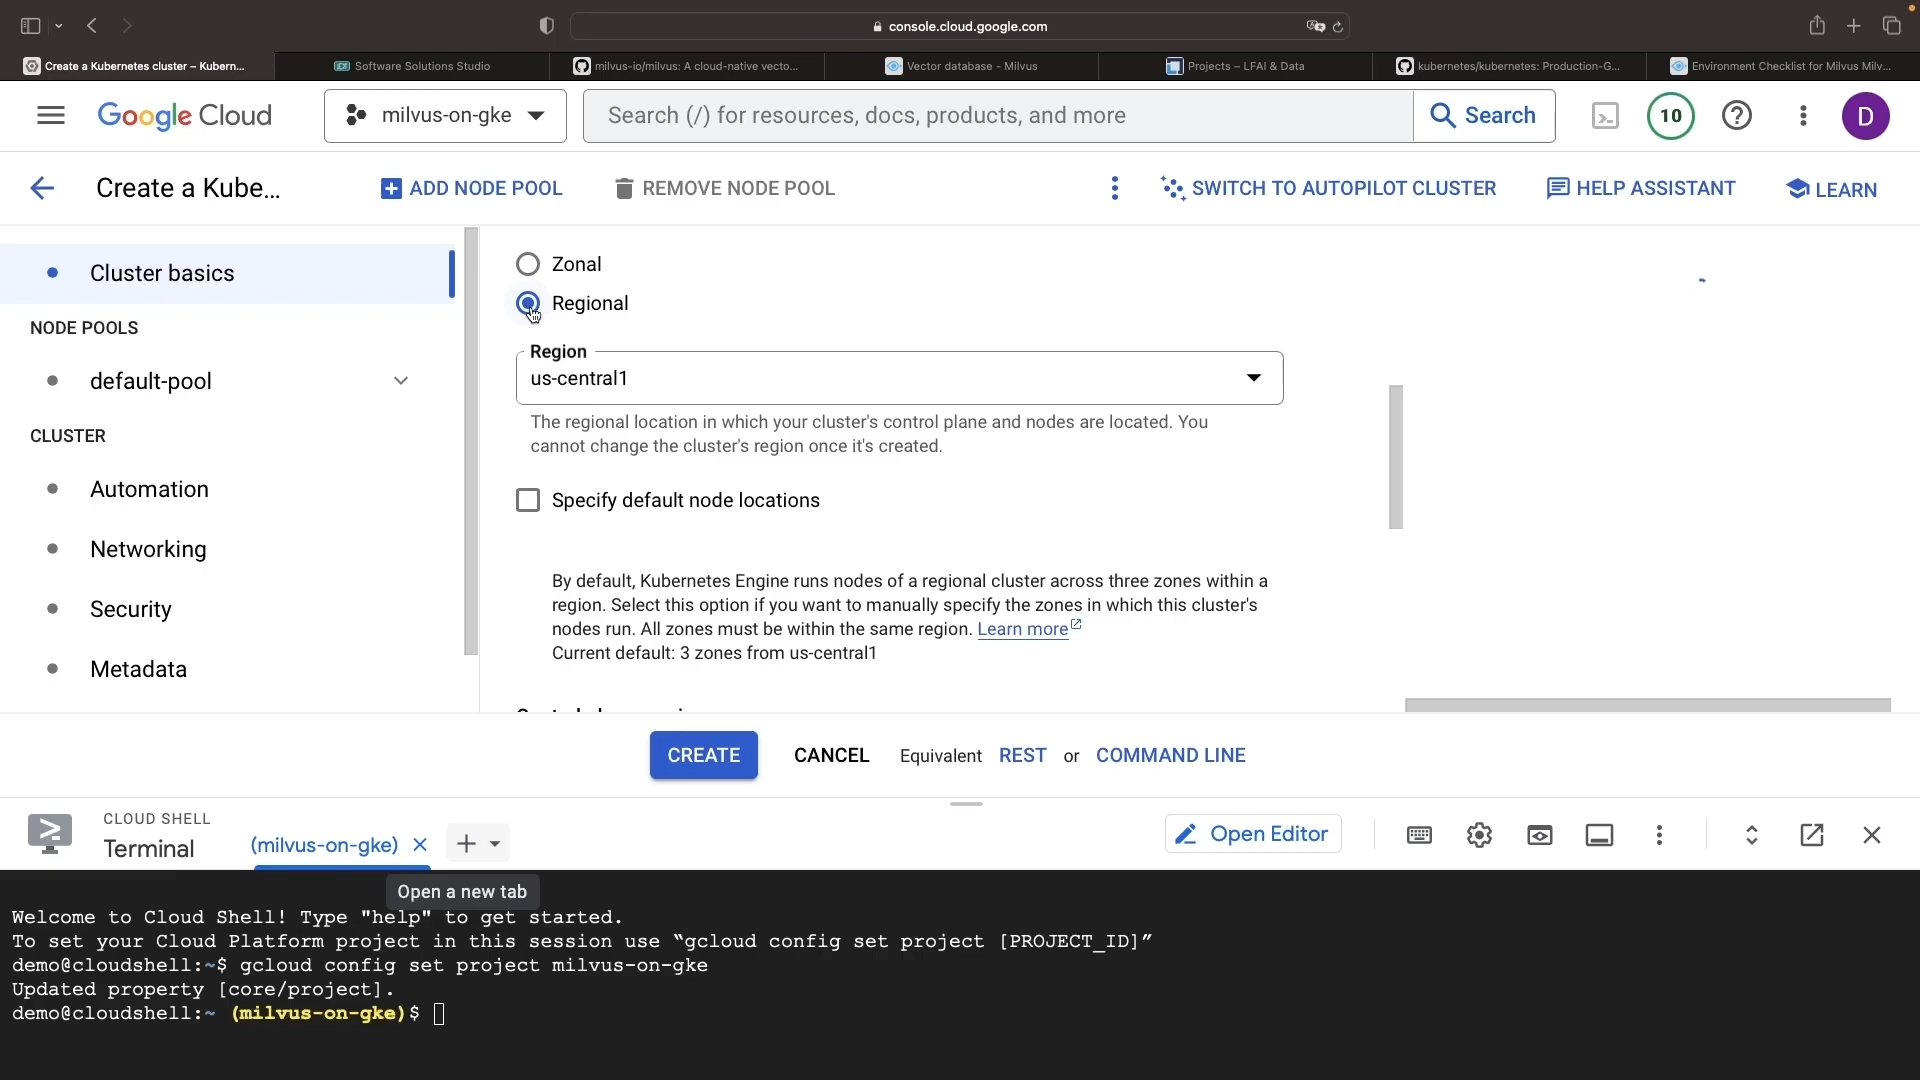 console.cloud.google.com
Create a Kubernetes cluster – Kubern...
Software Solutions Studio
milvus-io/milvus: A cloud-native vecto...
Vector database - Milvus
Projects – LFAI & Data
kubernetes/kubernetes: Production-G...
Environment Checklist for Milvus Milv...
Google Cloud
milvus-on-gke
Search (/) for resources, docs, products, and more
Search
10
D
Create a Kube...
ADD NODE POOL
REMOVE NODE POOL
SWITCH TO AUTOPILOT CLUSTER
HELP ASSISTANT
LEARN
Cluster basics
NODE POOLS
default-pool
CLUSTER
Automation
Networking
Security
Metadata
Zonal
Regional
Region
us-central1
The regional location in which your cluster's control plane and nodes are located. You
cannot change the cluster's region once it's created.
Specify default node locations
By default, Kubernetes Engine runs nodes of a regional cluster across three zones within a
region. Select this option if you want to manually specify the zones in which this cluster's
nodes run. All zones must be within the same region. Learn more
Current default: 3 zones from us-central1
CREATE
CANCEL
Equivalent REST or COMMAND LINE
CLOUD SHELL
Terminal
(milvus-on-gke)
Open Editor
Open a new tab
Welcome to Cloud Shell! Type "help" to get started.
To set your Cloud Platform project in this session use “gcloud config set project [PROJECT_ID]”
demo@cloudshell:~$ gcloud config set project milvus-on-gke
Updated property [core/project].
demo@cloudshell:~ (milvus-on-gke)$